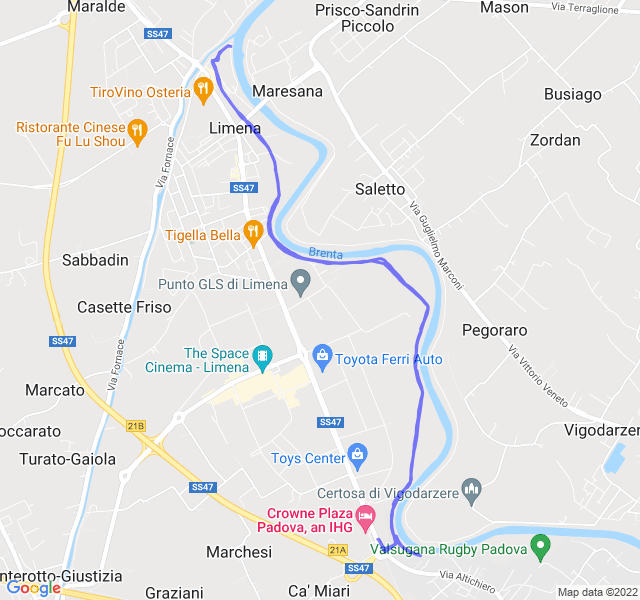 Maralde
Prisco-Sandrin
Piccolo
Mason
Via Terraglione
SS47
TiroVino Osteria
Maresana
Busiago
Ristorante Cinese
Fu Lu Shou
Limena
Zordan
Via Fornace
SS47
Saletto
Via Guglielmo Marconi
Tigella Bella
Brenta
Sabbadin
Punto GLS di Limena
Casette Friso
Pegoraro
SS47
The Space
Cinema - Limena
Toyota Ferri Auto
Via Fornace
Via Vittorio Veneto
Marcato
SS47
21B
occarato
Vigodarzere
Turato-Gaiola
Toys Center
SS47
Certosa di Vigodarzere
Crowne Plaza
Padova, an IHG
Marchesi
21A
Valsugana Rugby Padova
SS47
nterotto-Giustizia
Via Altichiero
Google
Graziani
Ca' Miari
Map data ©2022